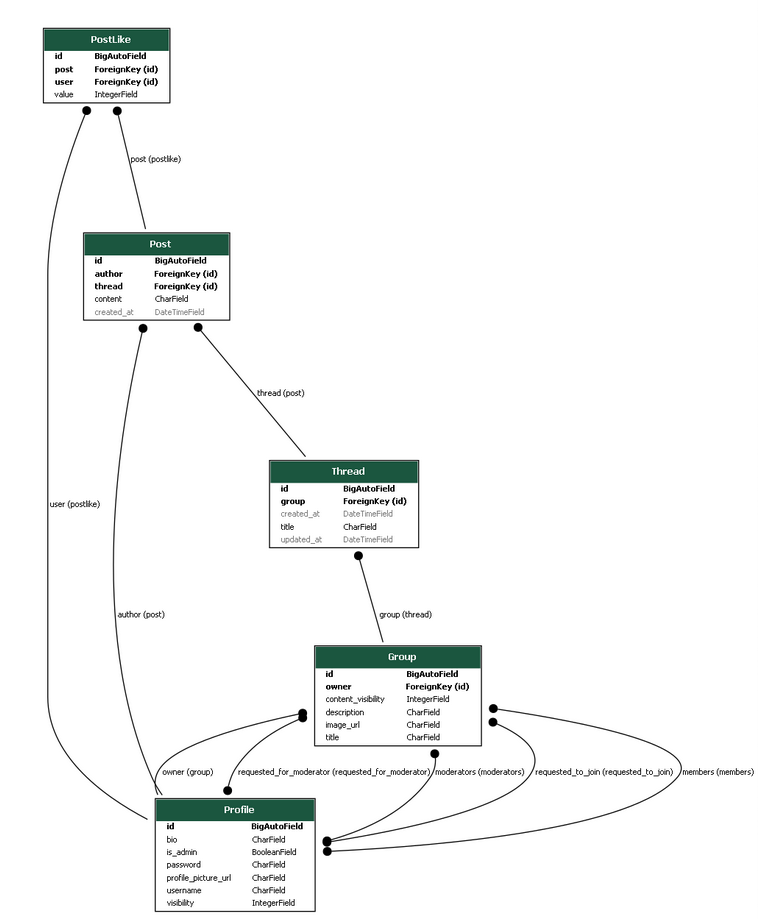 PostLike
id BigAutoField
post ForeignKey (id)
user ForeignKey (id)
value IntegerField
post (postlike)
Post
id BigAutoField
author ForeignKey (id)
thread ForeignKey (id)
content CharField
created_at DateTimeField
thread (post)
Thread
id BigAutoField
group ForeignKey (id)
created_at DateTimeField
title CharField
updated_at DateTimeField
user (postlike)
author (post)
group (thread)
Group
id BigAutoField
owner ForeignKey (id)
content_visibility IntegerField
description CharField
image_url CharField
title CharField
owner (group) requested_for_moderator (requested_for_moderator) moderators (moderators) requested_to_join (requested_to_join) members (members)
Profile
id BigAutoField
bio CharField
is_admin BooleanField
password CharField
profile_picture_url CharField
username CharField
visibility IntegerField